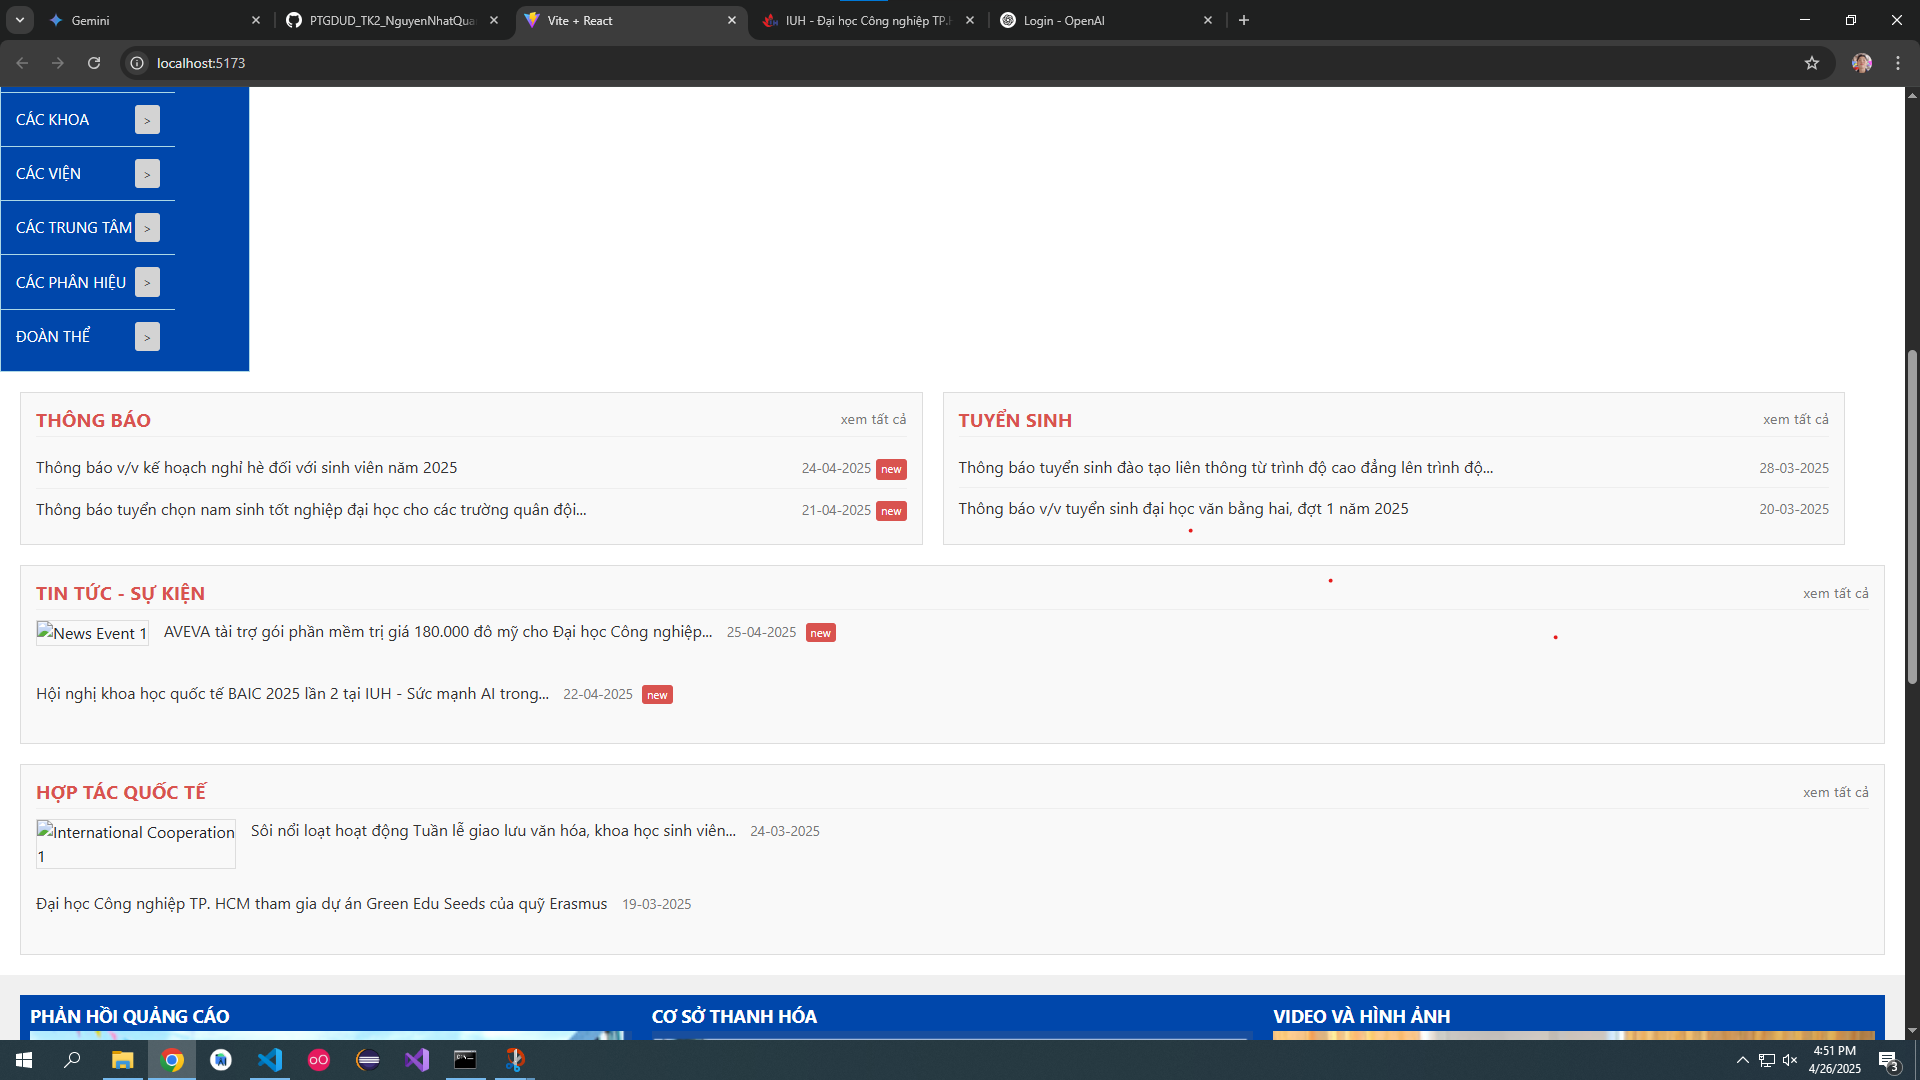 Gemini
PTGDUD_TK2_NguyenNhatQua
Vite + React
IUH - Đại học Công nghiệp TP.H
Login - OpenAI
localhost:5173
CÁC KHOA >
CÁC VIỆN >
CÁC TRUNG TÂM >
CÁC PHÂN HIỆU >
ĐOÀN THỂ >
THÔNG BÁO
xem tất cả
Thông báo v/v kế hoạch nghỉ hè đối với sinh viên năm 2025
24-04-2025 new
Thông báo tuyển chọn nam sinh tốt nghiệp đại học cho các trường quân đội...
21-04-2025 new
TUYỂN SINH
xem tất cả
Thông báo tuyển sinh đào tạo liên thông từ trình độ cao đẳng lên trình độ...
28-03-2025
Thông báo v/v tuyển sinh đại học văn bằng hai, đợt 1 năm 2025
20-03-2025
TIN TỨC - SỰ KIỆN
xem tất cả
News Event 1
AVEVA tài trợ gói phần mềm trị giá 180.000 đô mỹ cho Đại học Công nghiệp...
25-04-2025 new
Hội nghị khoa học quốc tế BAIC 2025 lần 2 tại IUH - Sức mạnh AI trong...
22-04-2025 new
HỢP TÁC QUỐC TẾ
xem tất cả
International Cooperation
1
Sôi nổi loạt hoạt động Tuần lễ giao lưu văn hóa, khoa học sinh viên...
24-03-2025
Đại học Công nghiệp TP. HCM tham gia dự án Green Edu Seeds của quỹ Erasmus
19-03-2025
PHẢN HỒI QUẢNG CÁO
CƠ SỞ THANH HÓA
VIDEO VÀ HÌNH ẢNH
4:51 PM
4/26/2025
3